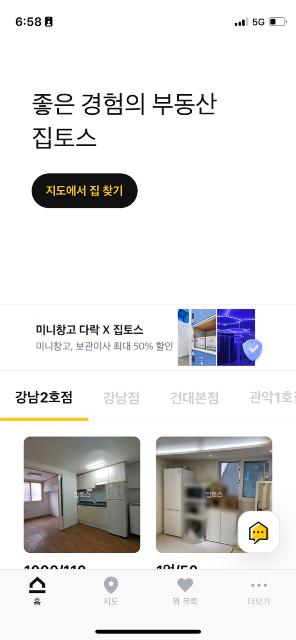 6:58
5G
좋은 경험의 부동산
집토스
지도에서 집 찾기
미니창고 다락 X 집토스
미니창고, 보관이사 최대 50% 할인
강남2호점 강남점 건대본점 관악1호점
집토스 집토스
홈 지도 찜 목록 더보기